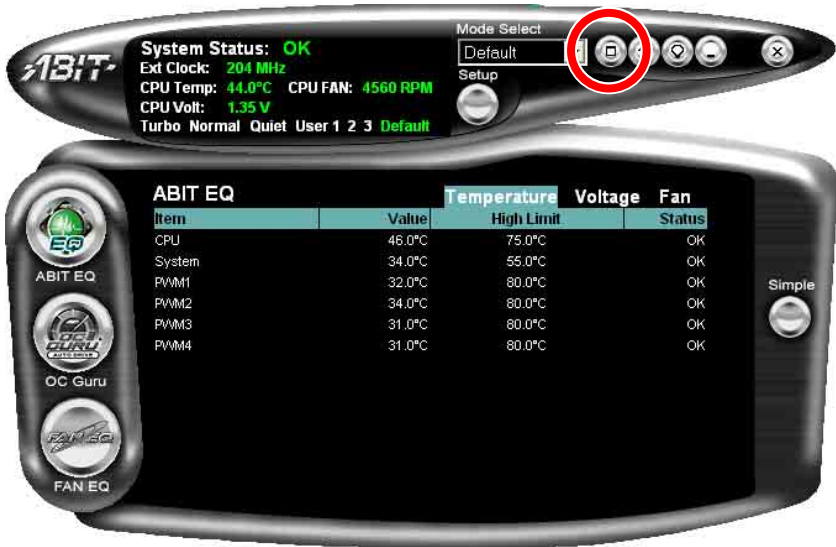 ABIT
System Status: OK
Ext Clock: 204 MHz
CPU Temp: 44.0°C CPU FAN: 4560 RPM
CPU Volt: 1.35 V
Turbo Normal Quiet User 1 2 3 Default
Mode Select
Default
Setup
ABIT EQ
Temperature Voltage Fan
Item Value High Limit Status
CPU 46.0°C 75.0°C OK
System 34.0°C 55.0°C OK
PWM1 32.0°C 80.0°C OK
PWM2 34.0°C 80.0°C OK
PWM3 31.0°C 80.0°C OK
PWM4 31.0°C 80.0°C OK
EQ
ABIT EQ
OC
GURU
AUTO DRIVE
OC Guru
FAN EQ
FAN EQ
Simple